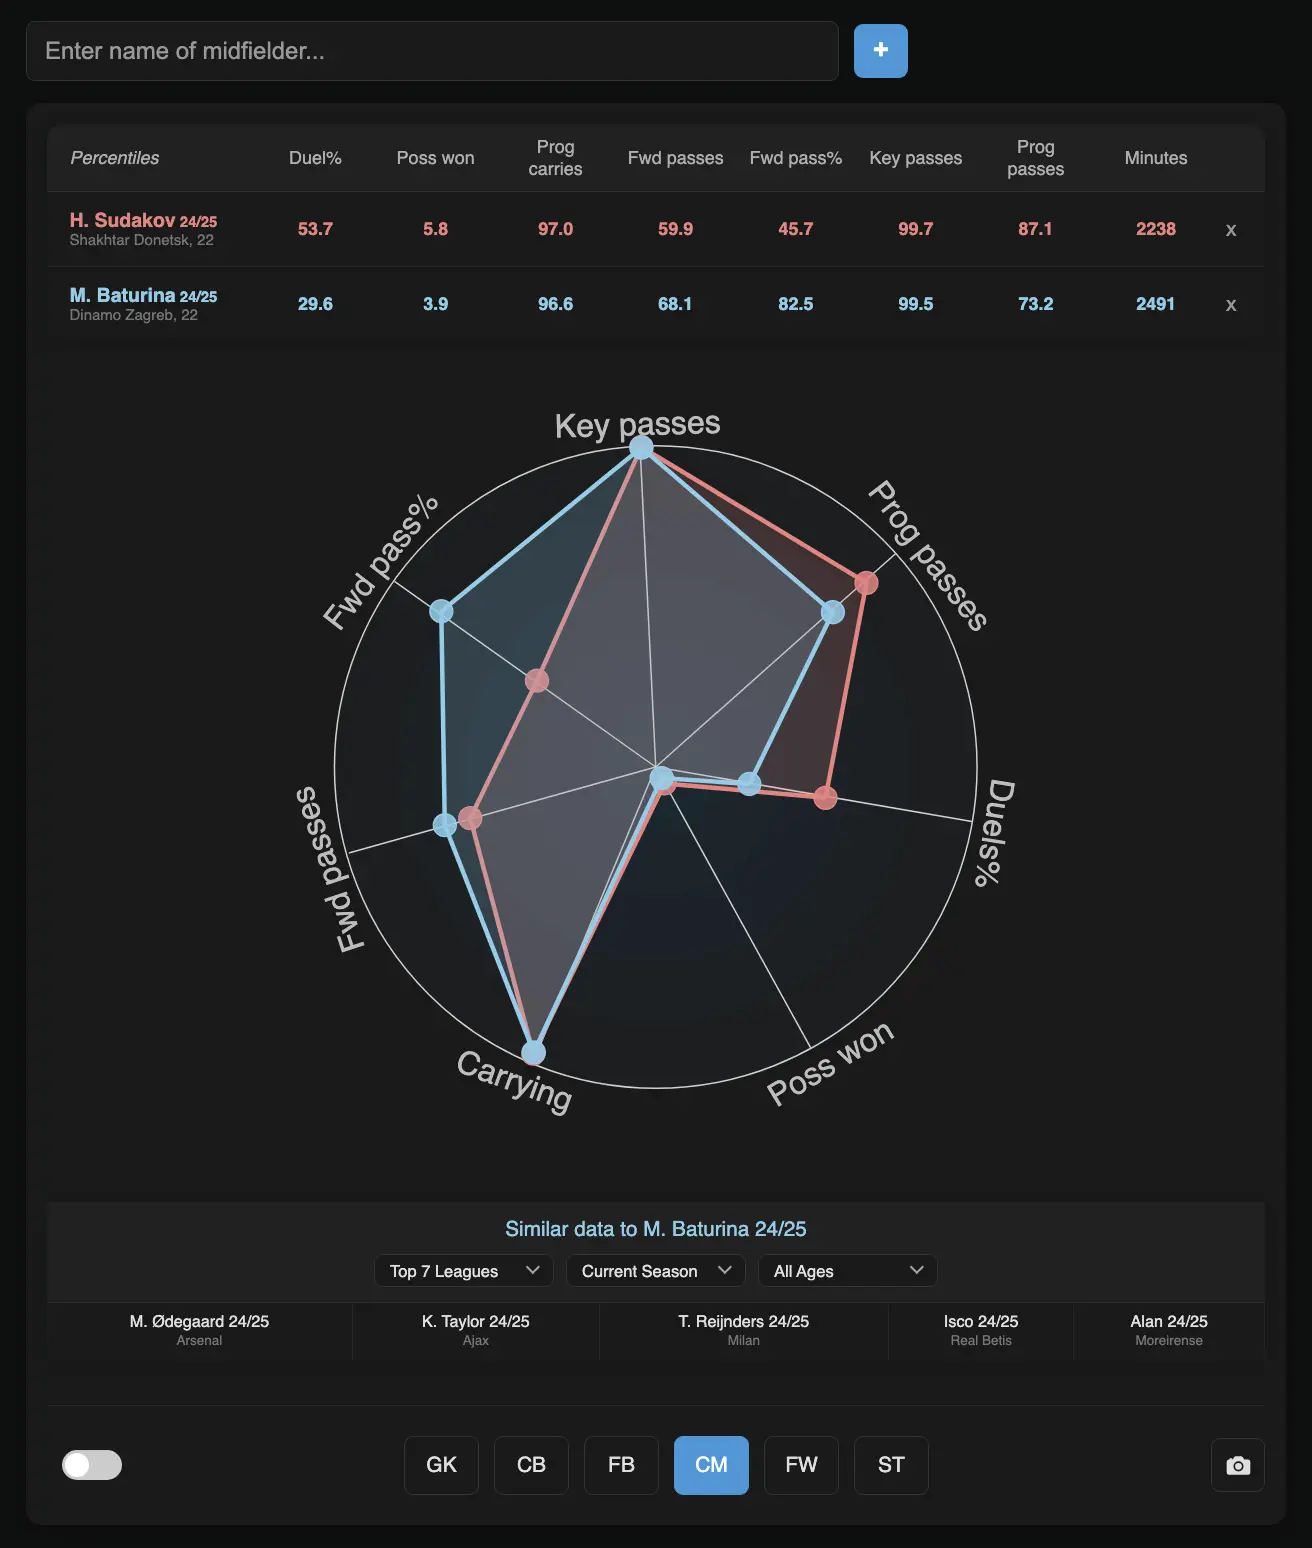 Enter name of midfielder...
+
Percentiles Duel% Poss won Prog carries Fwd passes Fwd pass% Key passes Prog passes Minutes
H. Sudakov 24/25 53.7 5.8 97.0 59.9 45.7 99.7 87.1 2238 x
Shakhtar Donetsk, 22
M. Baturina 24/25 29.6 3.9 96.6 68.1 82.5 99.5 73.2 2491 x
Dinamo Zagreb, 22
Key passes
Prog passes
Duels%
Poss won
Carrying
Fwd passes
Fwd pass%
Similar data to M. Baturina 24/25
Top 7 Leagues Current Season All Ages
M. Ødegaard 24/25 K. Taylor 24/25 T. Reijnders 24/25 Isco 24/25 Alan 24/25
Arsenal Ajax Milan Real Betis Moreirense
GK CB FB CM FW ST